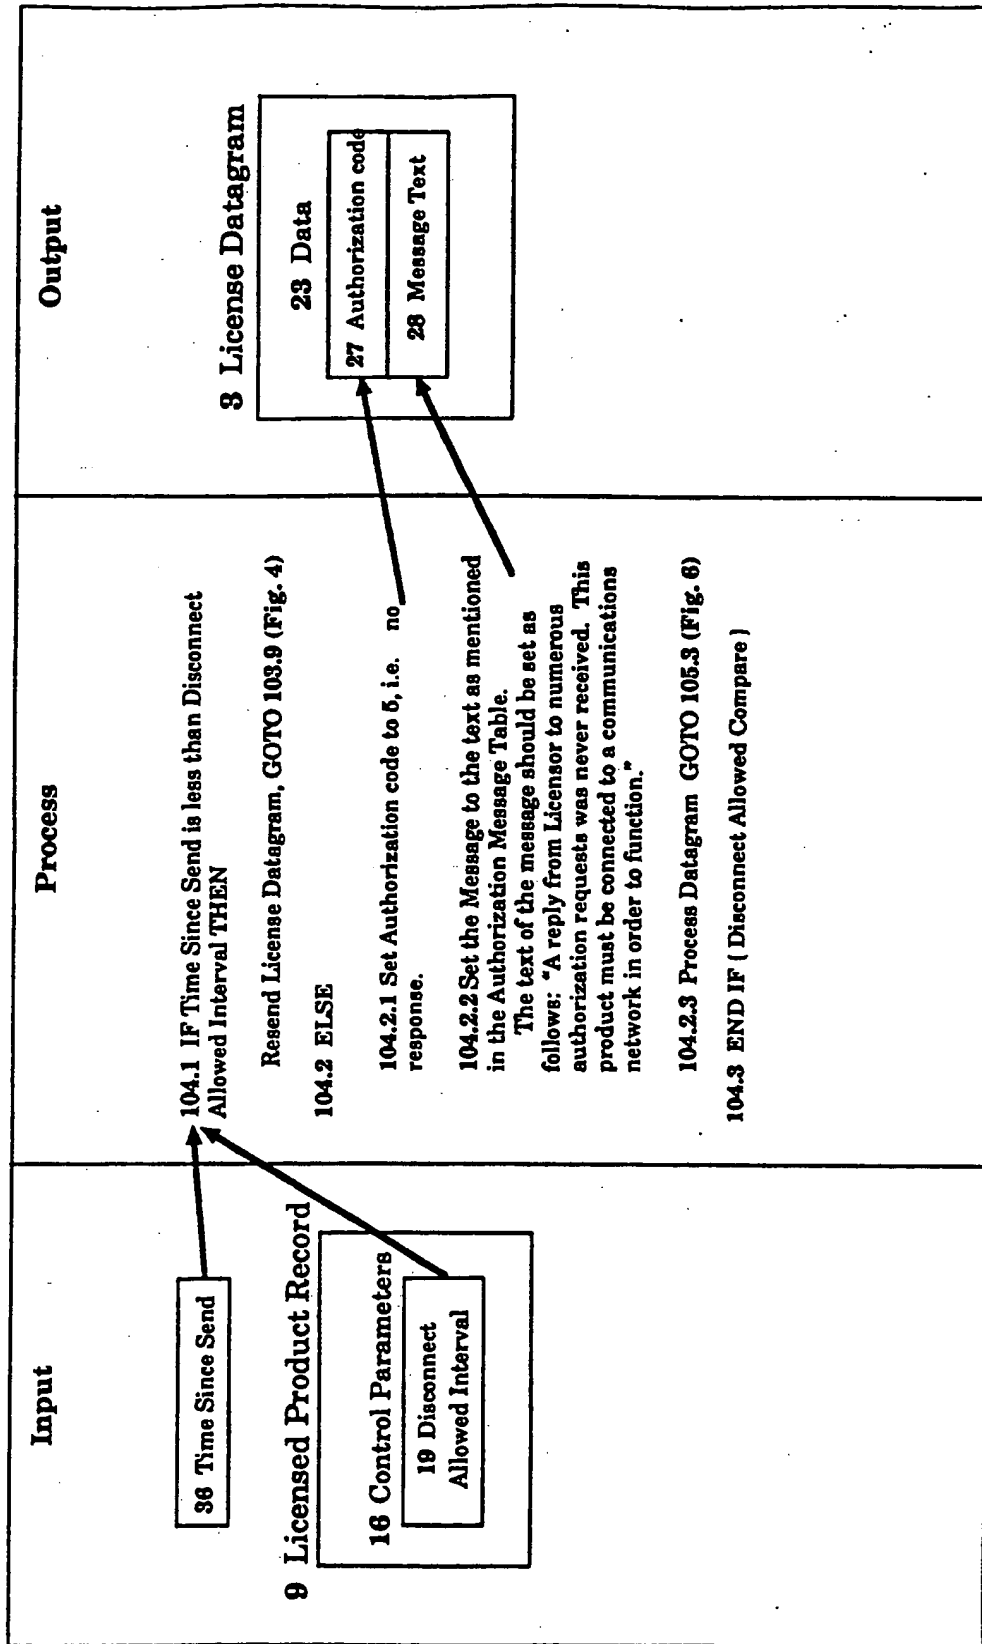 Input
36 Time Since Send
9 Licensed Product Record
16 Control Parameters
19 Disconnect
Allowed Interval
Process
104.1 IF Time Since Send is less than Disconnect
Allowed Interval THEN
Resend License Datagram, GOTO 103.9 (Fig. 4)
104.2 ELSE
104.2.1 Set Authorization code to 5, i.e. no
response.
104.2.2 Set the Message to the text as mentioned
in the Authorization Message Table.
The text of the message should be set as
follows: "A reply from Licensor to numerous
authorization requests was never received. This
product must be connected to a communications
network in order to function."
104.2.3 Process Datagram GOTO 105.3 (Fig. 6)
104.3 END IF { Disconnect Allowed Compare }
Output
3 License Datagram
23 Data
27 Authorization code
28 Message Text